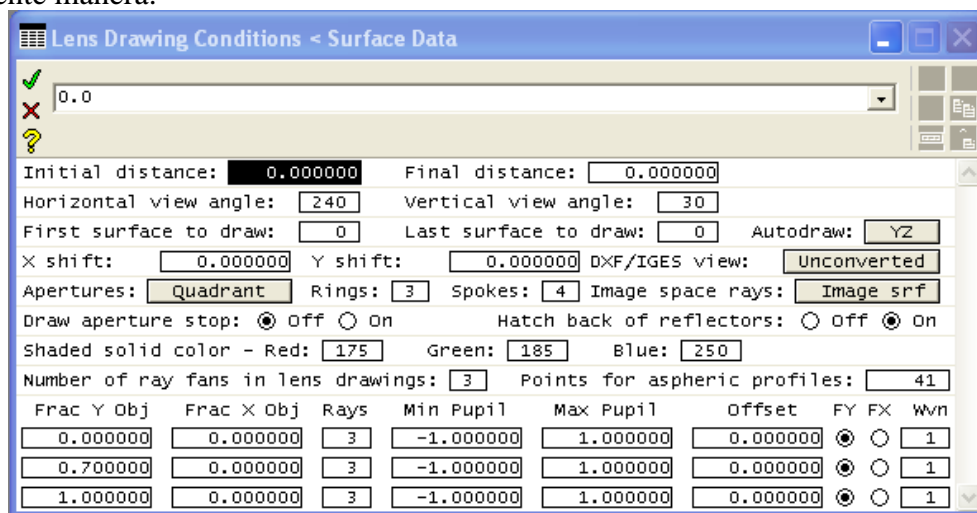 ente manera:
Lens Drawing Conditions < Surface Data
0.0
Initial distance: 0.000000 Final distance: 0.000000
Horizontal view angle: 240 Vertical view angle: 30
First surface to draw: 0 Last surface to draw: 0 Autodraw: YZ
X shift: 0.000000 Y shift: 0.000000 DXF/IGES view: Unconverted
Apertures: Quadrant Rings: 3 Spokes: 4 Image space rays: Image srf
Draw aperture stop: Off On Hatch back of reflectors: Off On
Shaded solid color - Red: 175 Green: 185 Blue: 250
Number of ray fans in lens drawings: 3 Points for aspheric profiles: 41
Frac Y Obj Frac X Obj Rays Min Pupil Max Pupil Offset FY FX Wvn
0.000000 0.000000 3 -1.000000 1.000000 0.000000 1
0.700000 0.000000 3 -1.000000 1.000000 0.000000 1
1.000000 0.000000 3 -1.000000 1.000000 0.000000 1